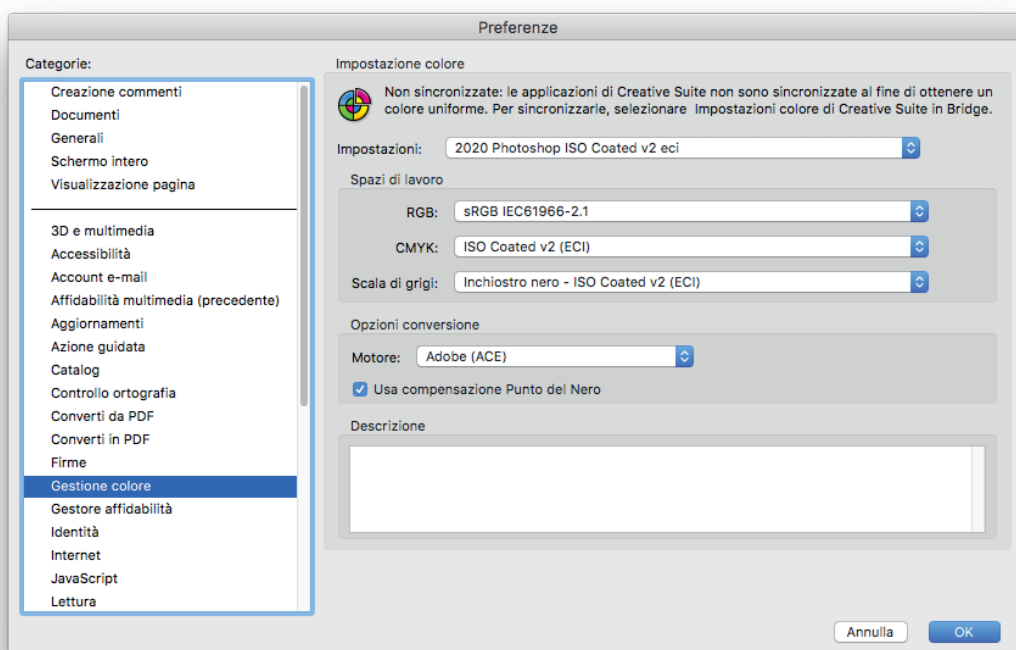 Preferenze
Categorie:
Creazione commenti
Documenti
Generali
Schermo intero
Visualizzazione pagina
3D e multimedia
Accessibilità
Account e-mail
Affidabilità multimedia (precedente)
Aggiornamenti
Azione guidata
Catalog
Controllo ortografia
Converti da PDF
Converti in PDF
Firme
Gestione colore
Gestore affidabilità
Identità
Internet
JavaScript
Lettura
Impostazione colore
Non sincronizzate: le applicazioni di Creative Suite non sono sincronizzate al fine di ottenere un
colore uniforme. Per sincronizzarle, selezionare Impostazioni colore di Creative Suite in Bridge.
Impostazioni: 2020 Photoshop ISO Coated v2 eci
Spazi di lavoro
RGB: sRGB IEC61966-2.1
CMYK: ISO Coated v2 (ECI)
Scala di grigi: Inchiostro nero - ISO Coated v2 (ECI)
Opzioni conversione
Motore: Adobe (ACE)
Usa compensazione Punto del Nero
Descrizione
Annulla OK